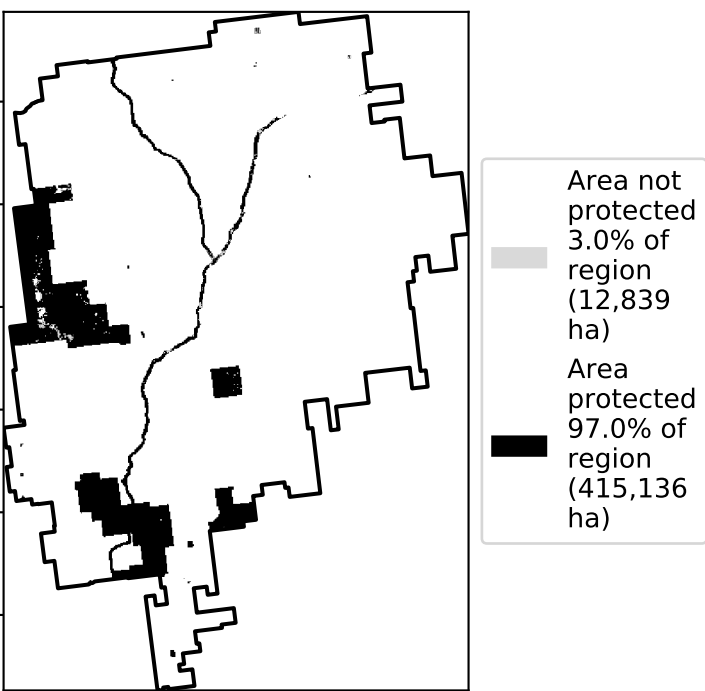 Area not
protected
3.0% of
region
(12,839
ha)
Area
protected
97.0% of
region
(415,136
ha)